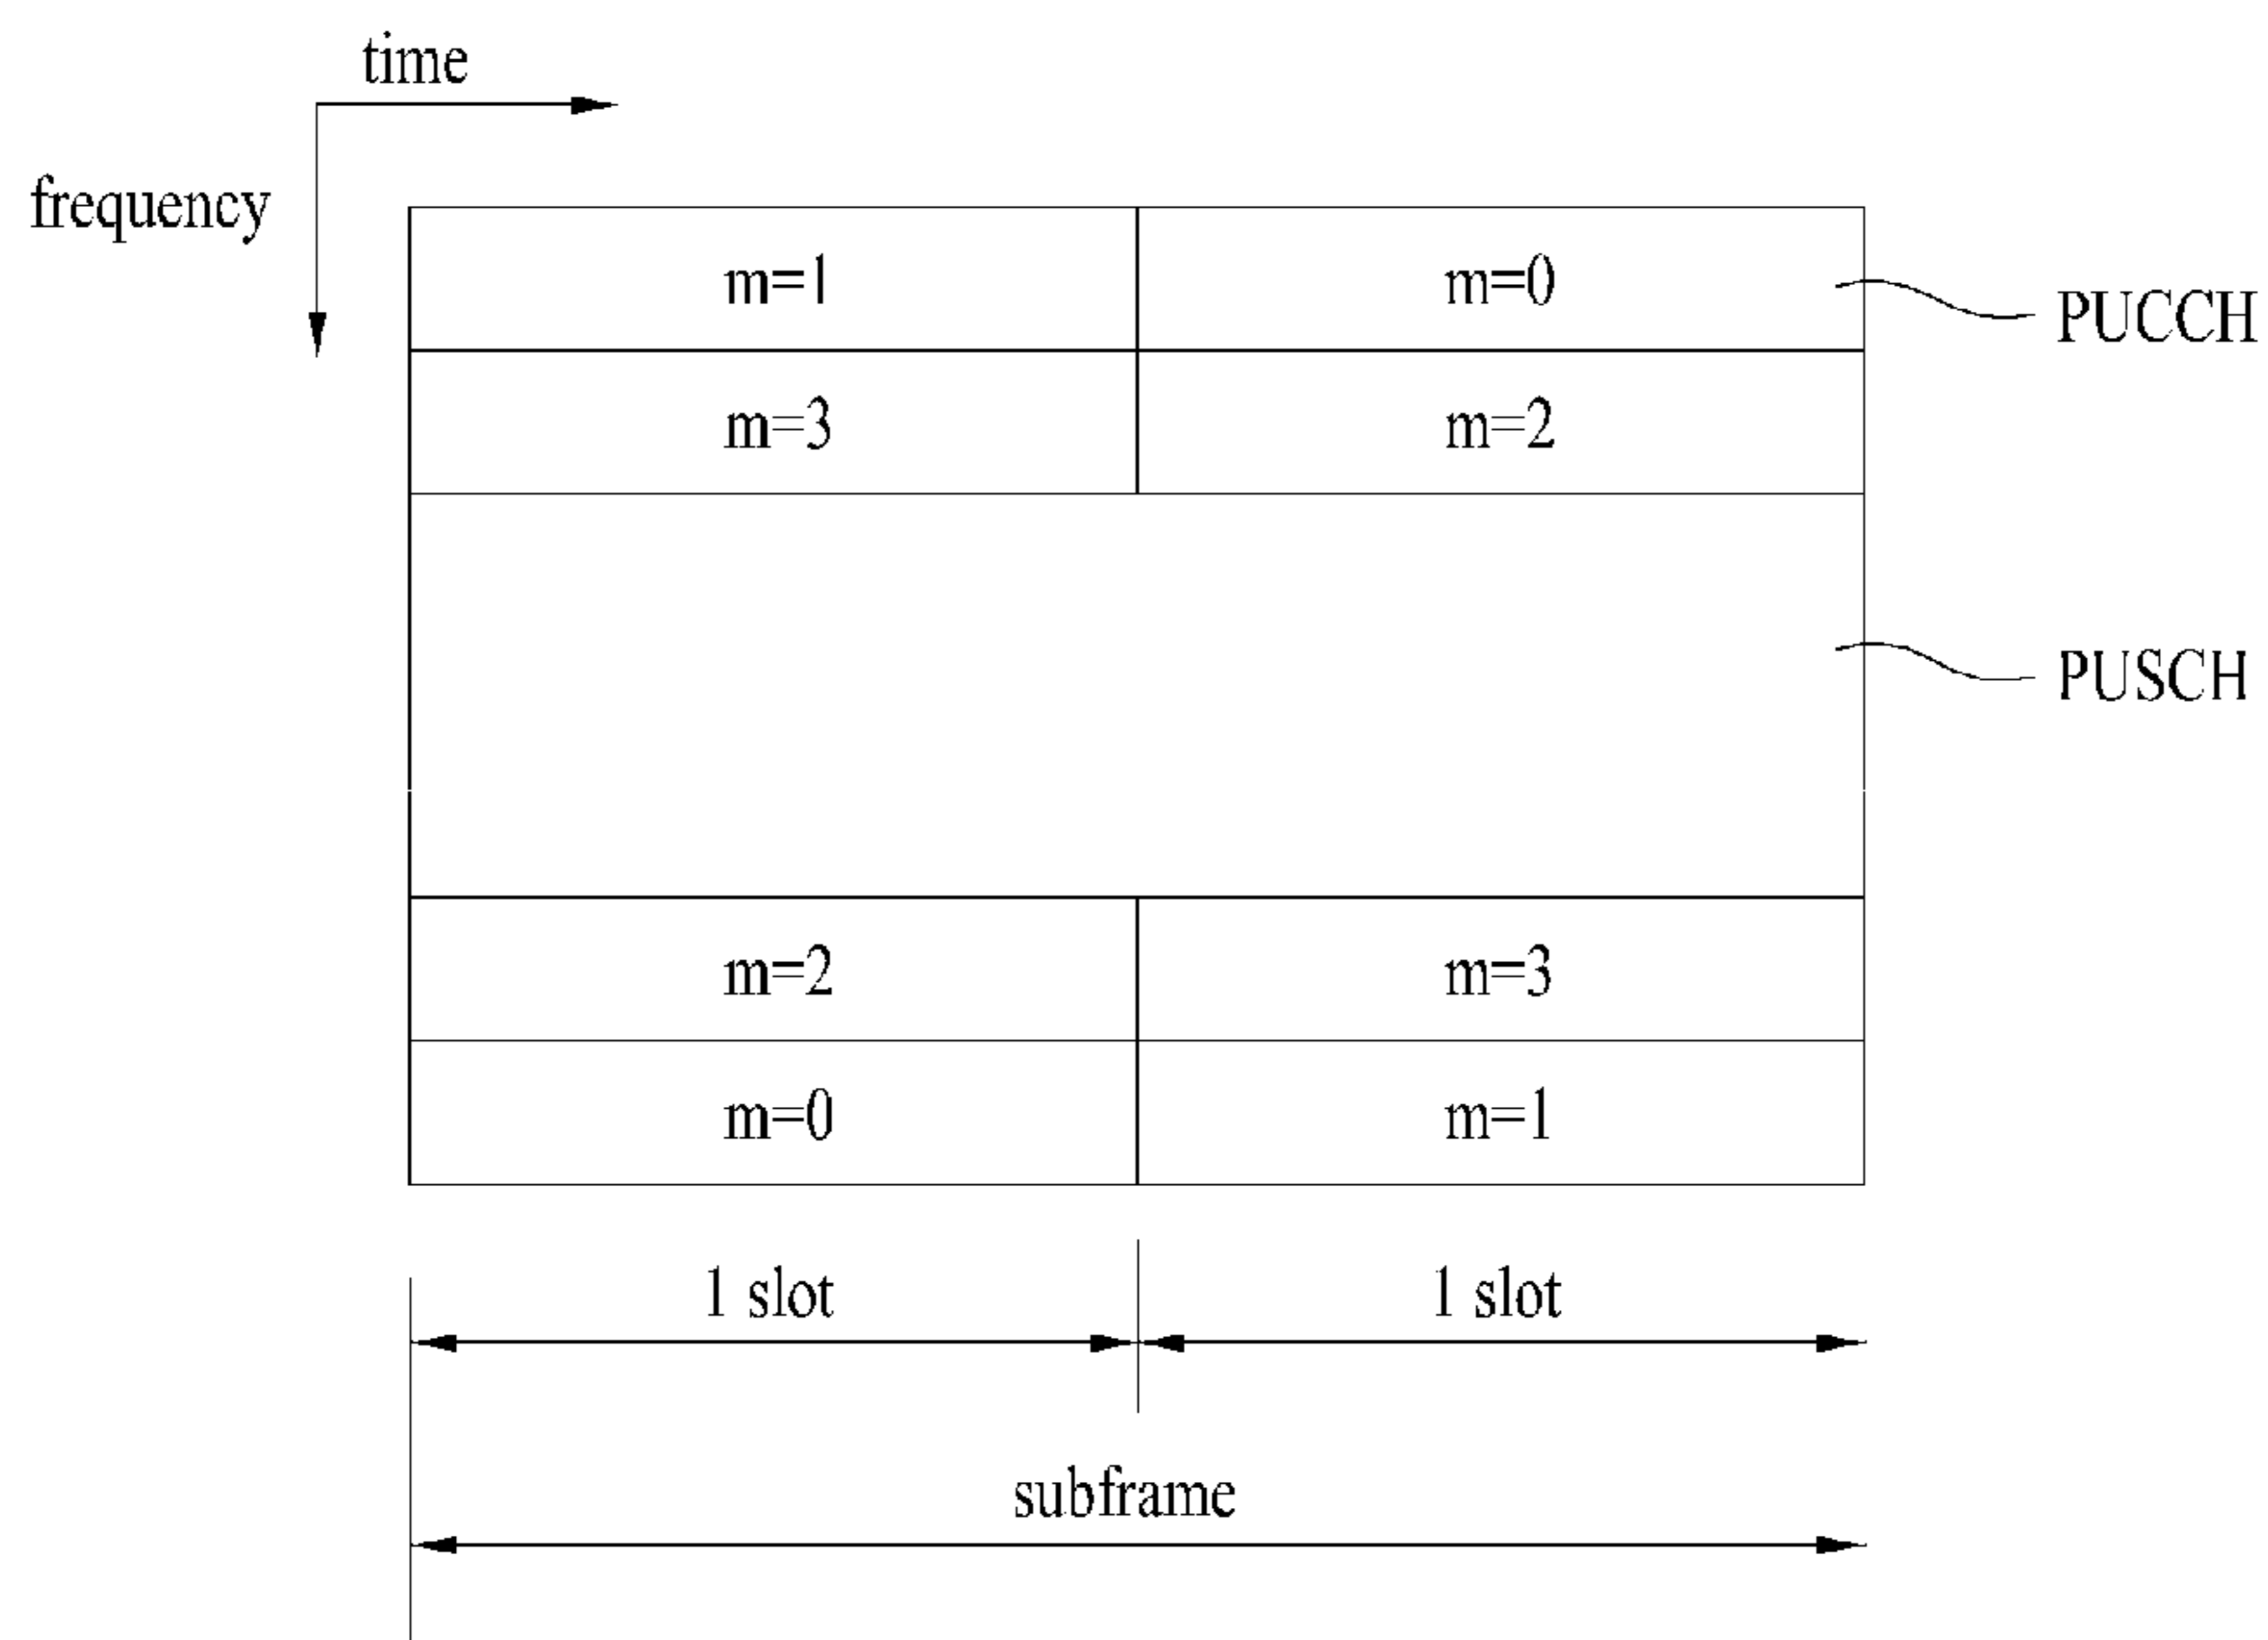 time
frequency
m=1 m=0
PUCCH
m=3 m=2
PUSCH
m=2 m=3
m=0 m=1
1 slot 1 slot
subframe